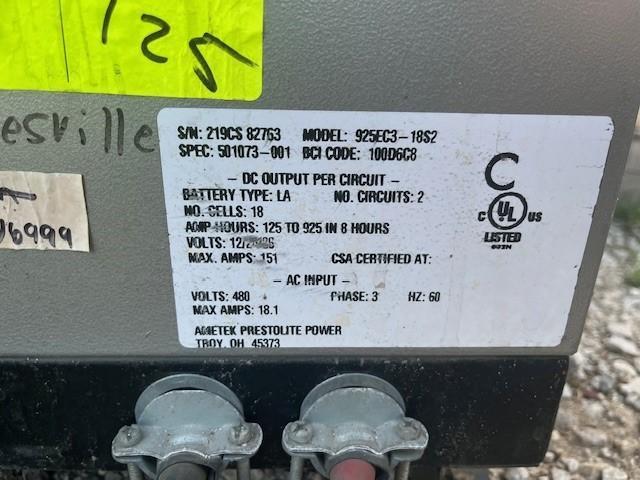 esville
6999
S/N: 219CS 82763 MODEL: 925EC3-18S2
SPEC: 501073-001 BCI CODE: 100D6C8
- DC OUTPUT PER CIRCUIT -
BATTERY TYPE: LA NO. CIRCUITS: 2
NO. CELLS: 18
AMP-HOURS: 125 TO 925 IN 8 HOURS
VOLTS:
MAX. AMPS: 151 CSA CERTIFIED AT:
- AC INPUT -
VOLTS: 480 PHASE: 3 HZ: 60
MAX AMPS: 18.1
AMETEK PRESTOLITE POWER
TROY, OH 45373
C
C UL US
LISTED